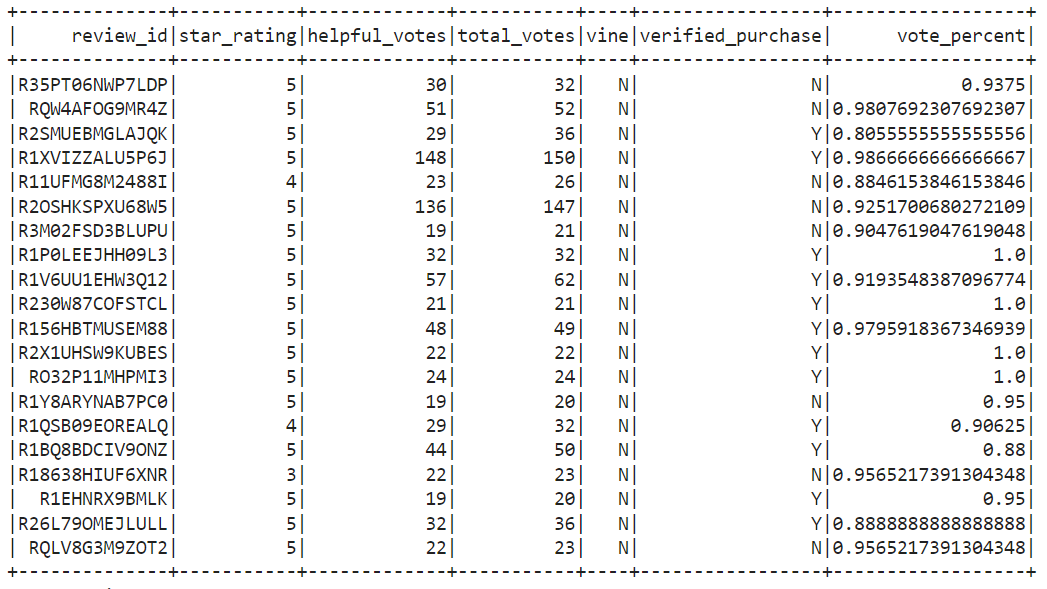 +--------------+-----------+-------------+-----------+----+-----------------+------------------+
|     review_id|star_rating|helpful_votes|total_votes|vine|verified_purchase|      vote_percent|
+--------------+-----------+-------------+-----------+----+-----------------+------------------+
|R35PT06NWP7LDP|          5|           30|         32|   N|                N|            0.9375|
| RQW4AFOG9MR4Z|          5|           51|         52|   N|                N|0.9807692307692307|
|R2SMUEBMGLAJQK|          5|           29|         36|   N|                Y|0.8055555555555556|
|R1XVIZZALU5P6J|          5|          148|        150|   N|                Y|0.9866666666666667|
|R11UFMG8M2488I|          4|           23|         26|   N|                N|0.8846153846153846|
|R2OSHKSPXU68W5|          5|          136|        147|   N|                N|0.9251700680272109|
|R3M02FSD3BLUPU|          5|           19|         21|   N|                N|0.9047619047619048|
|R1P0LEEJHH09L3|          5|           32|         32|   N|                Y|               1.0|
|R1V6UU1EHW3Q12|          5|           57|         62|   N|                Y|0.9193548387096774|
|R230W87COFSTCL|          5|           21|         21|   N|                Y|               1.0|
|R156HBTMUSEM88|          5|           48|         49|   N|                Y|0.9795918367346939|
|R2X1UHSW9KUBES|          5|           22|         22|   N|                Y|               1.0|
| RO32P11MHPMI3|          5|           24|         24|   N|                Y|               1.0|
|R1Y8ARYNAB7PC0|          5|           19|         20|   N|                N|              0.95|
|R1QSB09EOREALQ|          4|           29|         32|   N|                Y|           0.90625|
|R1BQ8BDCIV9ONZ|          5|           44|         50|   N|                Y|              0.88|
|R18638HIUF6XNR|          3|           22|         23|   N|                N|0.9565217391304348|
|  R1EHNRX9BMLK|          5|           19|         20|   N|                Y|              0.95|
|R26L79OMEJLULL|          5|           32|         36|   N|                Y|0.8888888888888888|
| RQLV8G3M9ZOT2|          5|           22|         23|   N|                N|0.9565217391304348|
+--------------+-----------+-------------+-----------+----+-----------------+------------------+